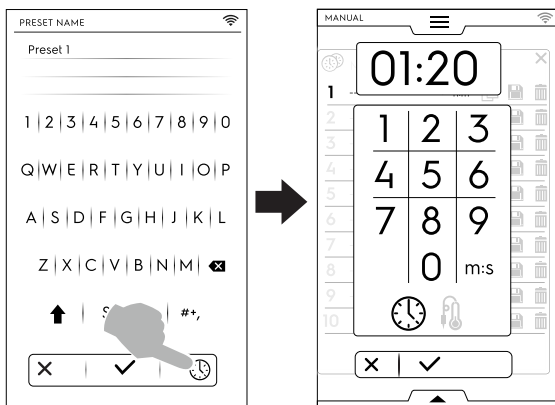 PRESET NAME
Preset 1
1 2 3 4 5 6 7 8 9 0
Q W E R T Y U I O P
A S D F G H J K L
Z X C V B N M
S
#+,
MANUAL
01:20
1
2
3
4
5
6
7
8
9
10
1 2 3
4 5 6
7 8 9
0 m:s